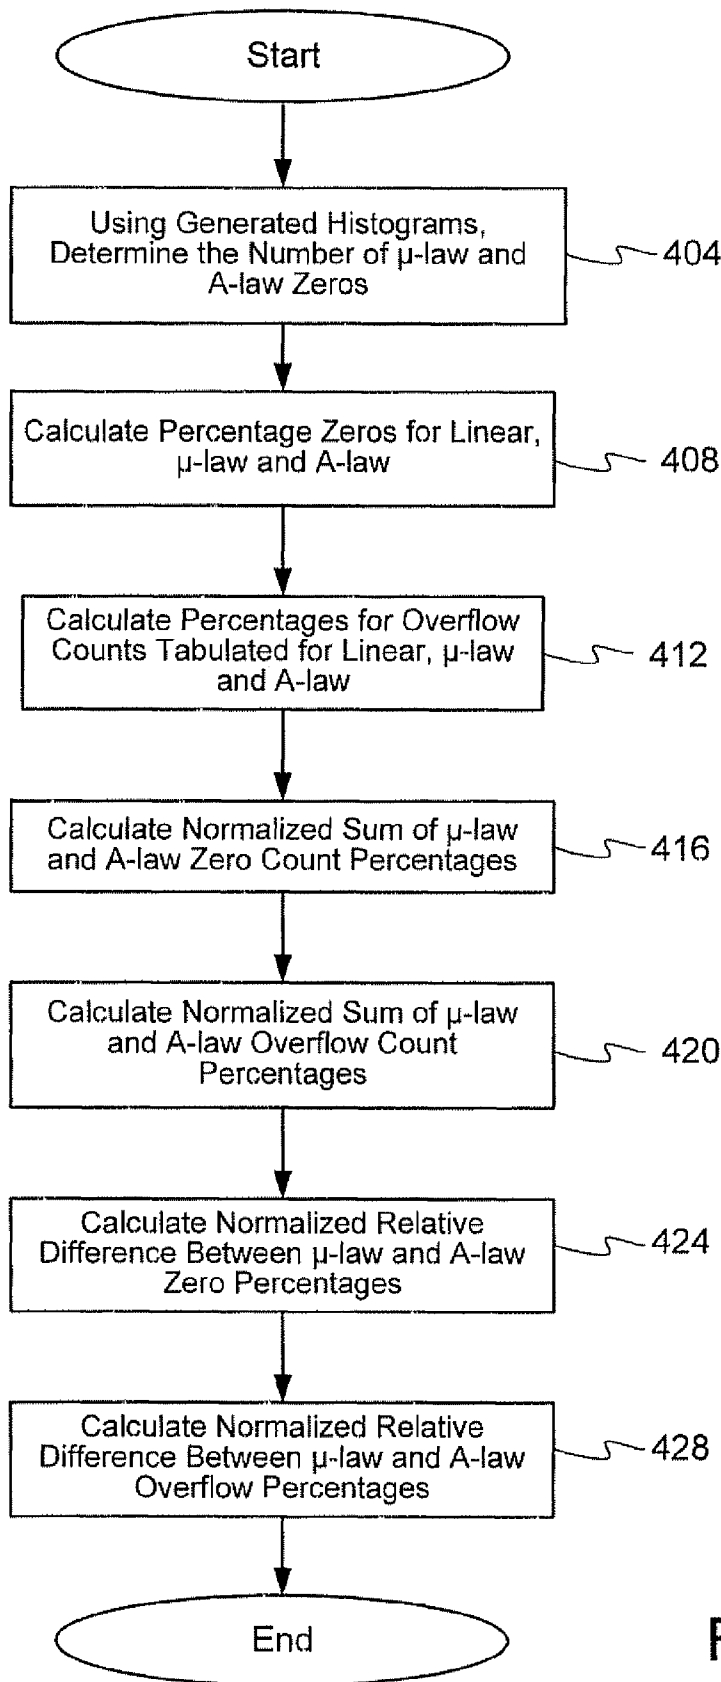 Start
Using Generated Histograms,
Determine the Number of µ-law and
A-law Zeros
404
Calculate Percentage Zeros for Linear,
µ-law and A-law
408
Calculate Percentages for Overflow
Counts Tabulated for Linear, µ-law
and A-law
412
Calculate Normalized Sum of µ-law
and A-law Zero Count Percentages
416
Calculate Normalized Sum of µ-law
and A-law Overflow Count
Percentages
420
Calculate Normalized Relative
Difference Between µ-law and A-law
Zero Percentages
424
Calculate Normalized Relative
Difference Between µ-law and A-law
Overflow Percentages
428
End